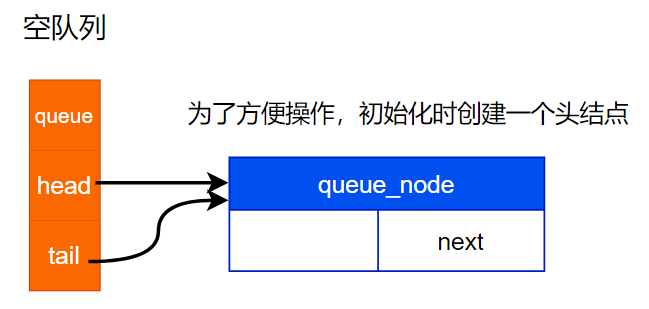 空队列
为了方便操作，初始化时创建一个头结点
queue
head
tail
queue_node
next